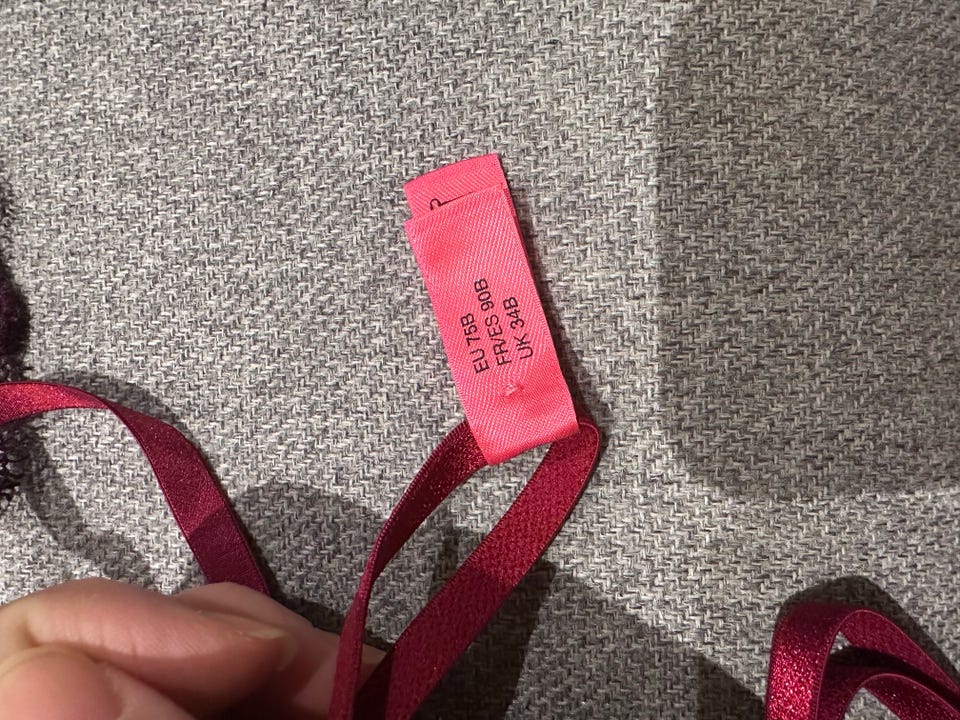 EU 75B
FR/ES 90B
UK 34B